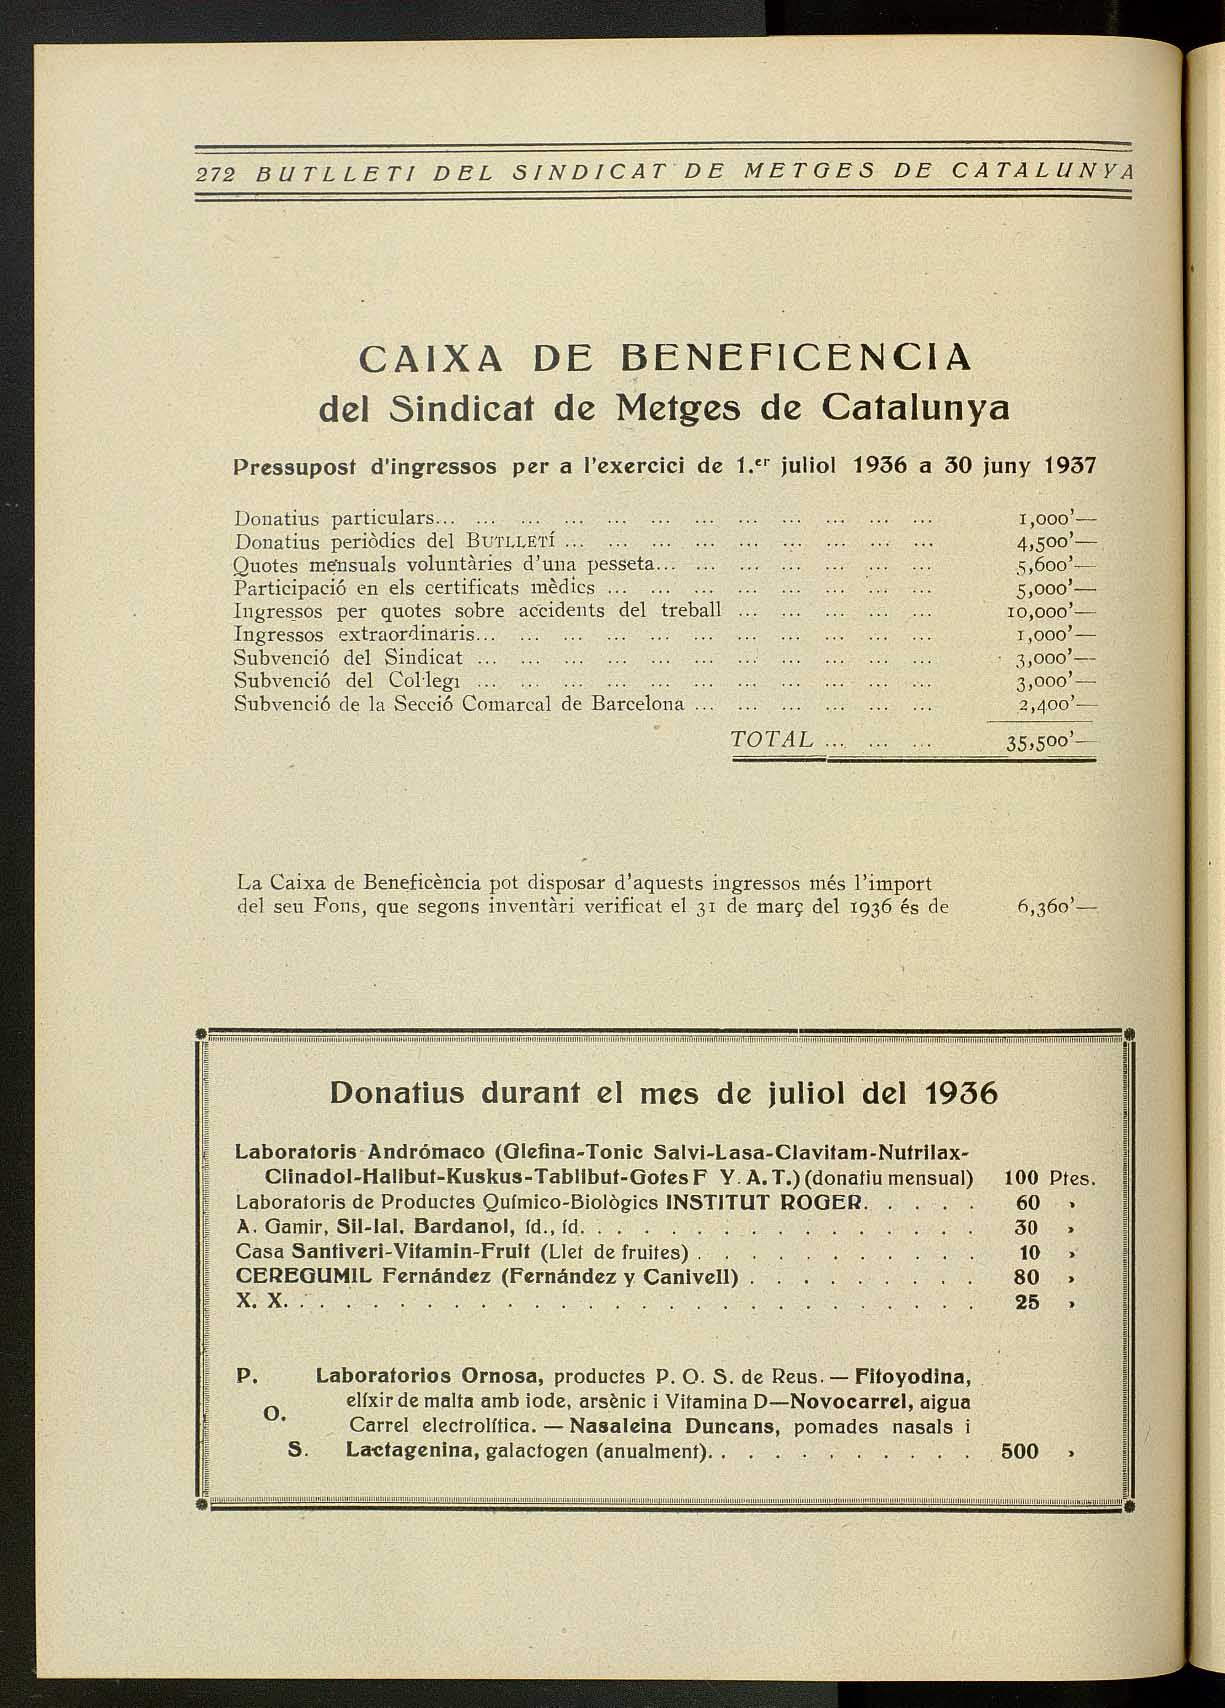 272 BUTLLETI DEL SINDICAT DE METGES DE CATALUNYA
CAIXA DE BENEFICENCIA
del Sindicat de Metges de Catalunya
Pressupost d'ingressos per a l'exercici de 1.er juliol 1936 a 30 juny 1937
Donatius particulars... ... ... ... ... ... ... ... ... ... ... ... 1,000'—
Donatius periòdics del BUTLLETÍ ... ... ... ... ... ... ... ... ... 4,500'—
Quotes mensuals voluntàries d'una pesseta... ... ... ... ... ... ... 5,600'—
Participació en els certificats mèdics ... ... ... ... ... ... ... ... 5,000'—
Ingressos per quotes sobre accidents del treball ... ... ... ... ... 10,000'—
Ingressos extraordinaris... ... ... ... ... ... ... ... ... ... ... 1,000'—
Subvenció del Sindicat ... ... ... ... ... ... ... ... ... ... ... 3,000'—
Subvenció del Col·legi ... ... ... ... ... ... ... ... ... ... ... 3,000'—
Subvenció de la Secció Comarcal de Barcelona ... ... ... ... ... ... 2,400'—
TOTAL ... ... ... 35,500'—
La Caixa de Beneficència pot disposar d'aquests ingressos més l'import
del seu Fons, que segons inventàri verificat el 31 de març del 1936 és de 6,360'—
Donatius durant el mes de juliol del 1936
Laboratoris Andrómaco (Glefina-Tonic Salvi-Lasa-Clavitam-Nutrilax-
Clinadol-Halibut-Kuskus-Tablibut-Gotes F Y. A. T.) (donatiu mensual) 100 Ptes.
Laboratoris de Productes Químico-Biològics INSTITUT ROGER. . . . . . 60 »
A. Gamir, Sil-lal, Bardanol, íd., íd. . . . . . . . . . . . . . . . 30 »
Casa Santiveri-Vitamin-Fruit (Llet de fruites) . . . . . . . . . . . 10 »
CEREGUMIL Fernández (Fernández y Canivell) . . . . . . . . . 80 »
X. X. . . . . . . . . . . . . . . . . . . . . . . . . . . 25 »
P. Laboratorios Ornosa, productes P. O. S. de Reus. — Fitoyodina,
elíxir de malta amb iode, arsènic i Vitamina D—Novocarrel, aigua
O. Carrel electrolítica. — Nasaleina Duncans, pomades nasals i
S. Lactagenina, galactogen (anualment). . . . . . . . . . . 500 »